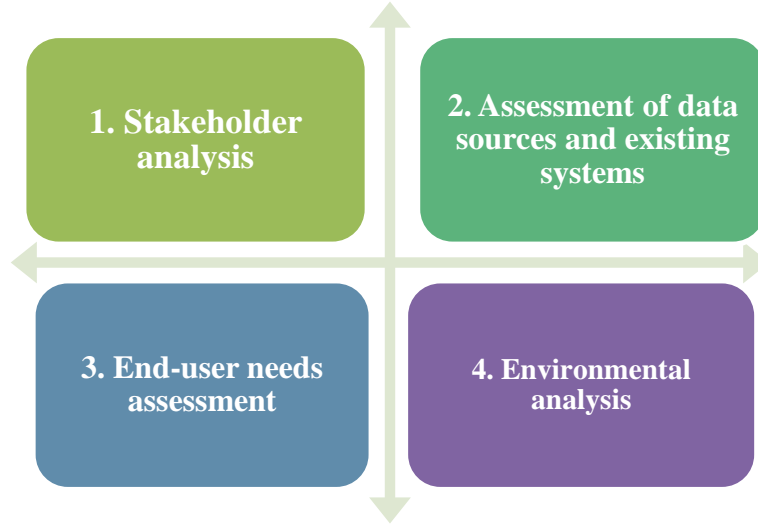 1. Stakeholder
analysis
2. Assessment of data
sources and existing
systems
3. End-user needs
assessment
4. Environmental
analysis